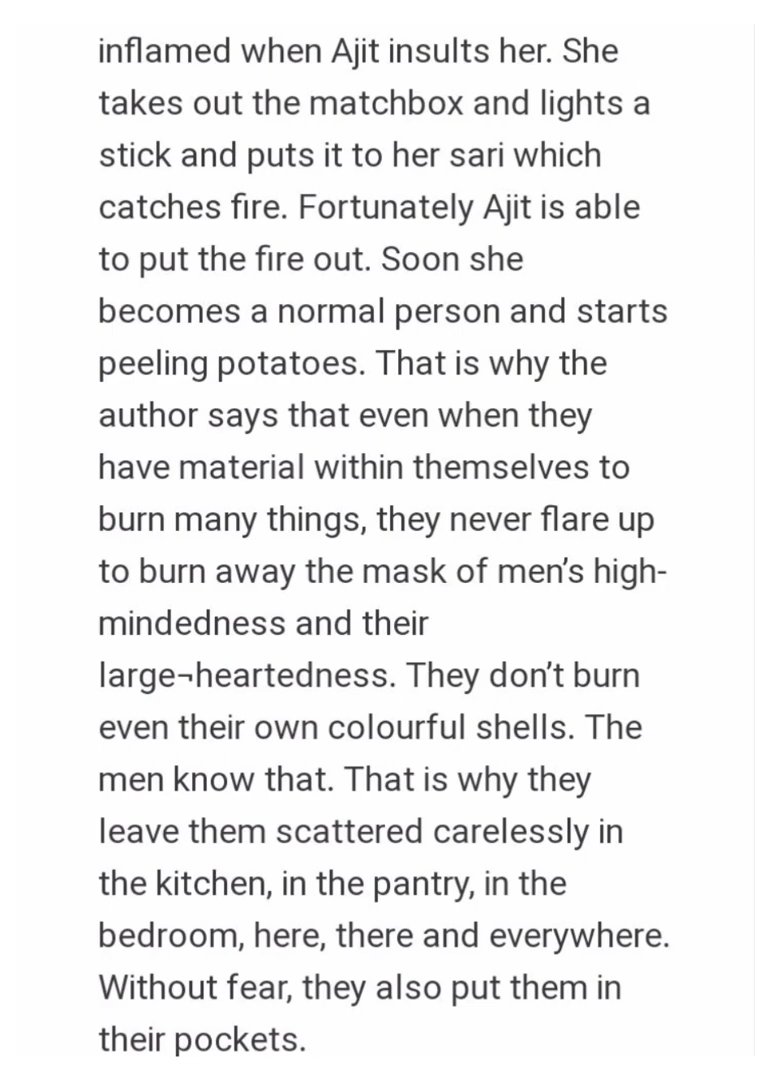 inflamed when Ajit insults her. She
takes out the matchbox and lights a
stick and puts it to her sari which
catches fire. Fortunately Ajit is able
to put the fire out. Soon she
becomes a normal person and starts
peeling potatoes. That is why the
author says that even when they
have material within themselves to
burn many things, they never flare up
to burn away the mask of men's high-
mindedness and their
large¬heartedness. They don't burn
even their own colourful shells. The
men know that. That is why they
leave them scattered carelessly in
the kitchen, in the pantry, in the
bedroom, here, there and everywhere.
Without fear, they also put them in
their pockets.